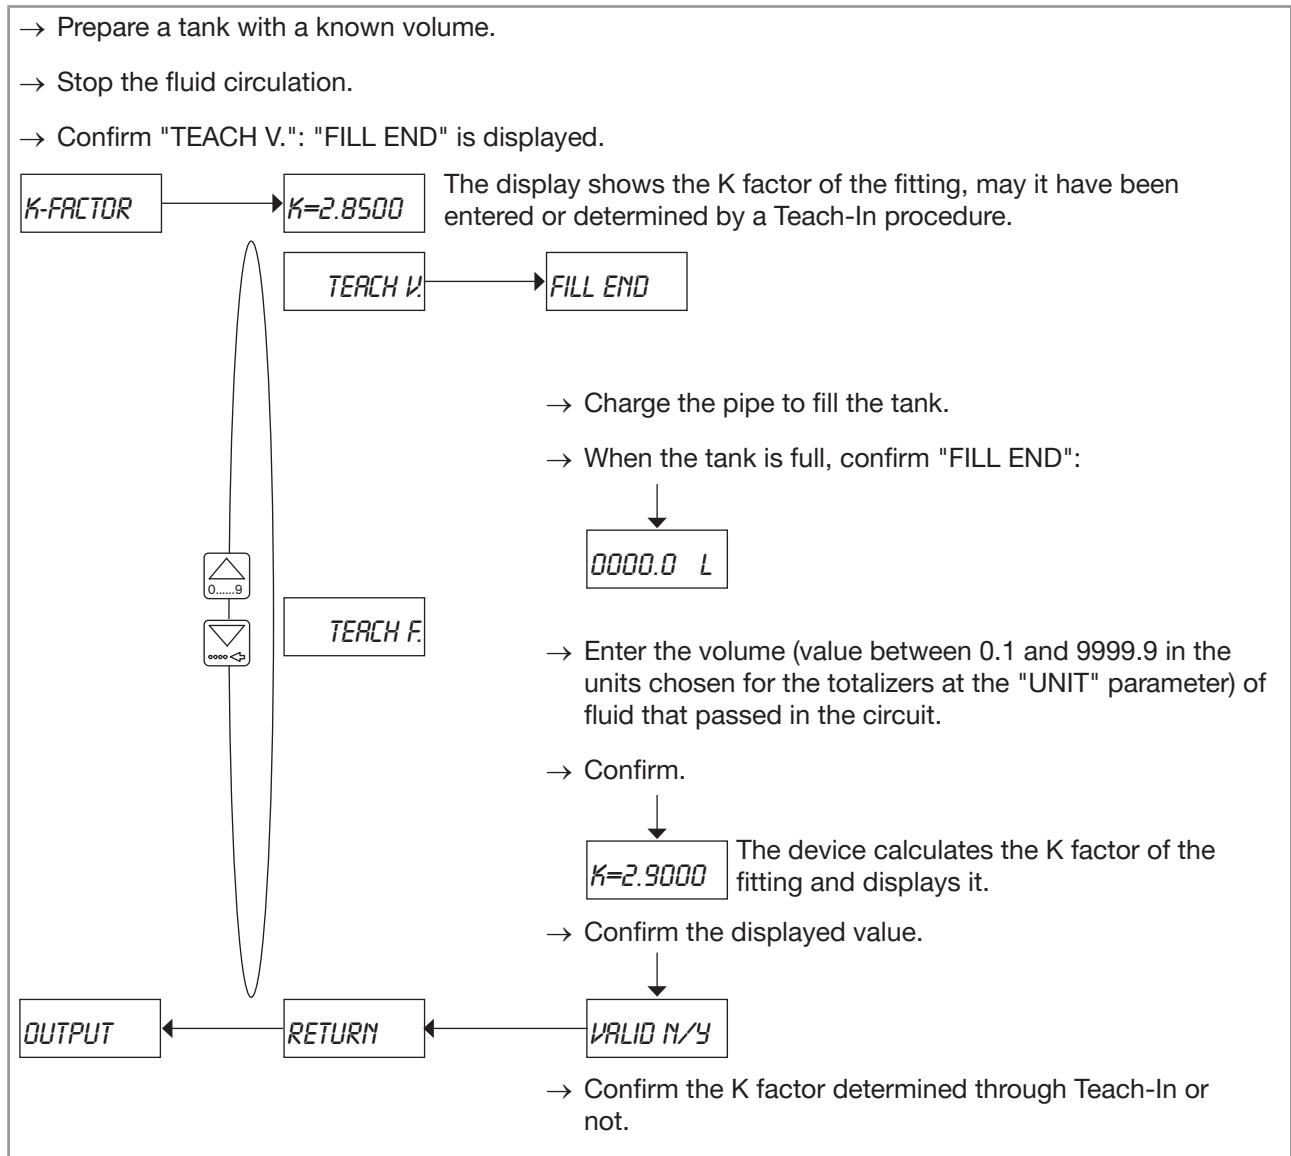 → Prepare a tank with a known volume.
→ Stop the fluid circulation.
→ Confirm "TEACH V.": "FILL END" is displayed.
K-FACTOR
K=2.8500
The display shows the K factor of the fitting, may it have been
entered or determined by a Teach-In procedure.
TEACH V.
FILL END
→ Charge the pipe to fill the tank.
→ When the tank is full, confirm "FILL END":
0000.0 L
0......9
TEACH F.
→ Enter the volume (value between 0.1 and 9999.9 in the
units chosen for the totalizers at the "UNIT" parameter) of
fluid that passed in the circuit.
→ Confirm.
K=2.9000
The device calculates the K factor of the
fitting and displays it.
→ Confirm the displayed value.
OUTPUT
RETURN
VALID N/Y
→ Confirm the K factor determined through Teach-In or
not.